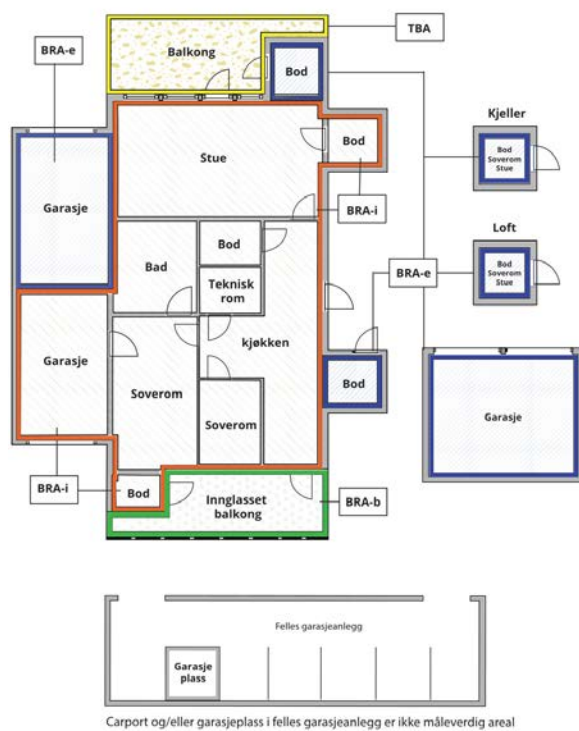 TBA
BRA-e
Balkong
Bod
Kjeller
Bod
Soverom
Stue
Bod
Stue
Garasje
BRA-i
Loft
Bod
Soverom
Stue
Bod
Bad
BRA-e
Teknisk
rom
Garasje
kjøkken
Bod
Soverom
Soverom
Garasje
BRA-i
Bod
Innglasset
balkong
BRA-b
Felles garasjeanlegg
Garasje
plass
Carport og/eller garasjeplass i felles garasjeanlegg er ikke måleverdig areal